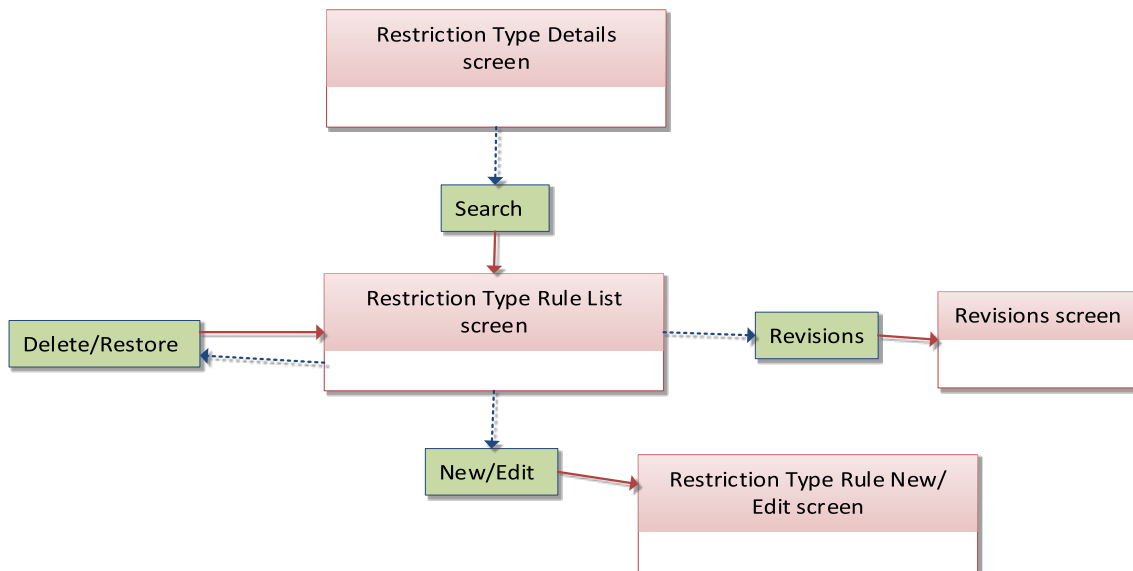 Restriction Type Details
screen
Search
Restriction Type Rule List
screen
Delete/Restore
Revisions
Revisions screen
New/Edit
Restriction Type Rule New/
Edit screen